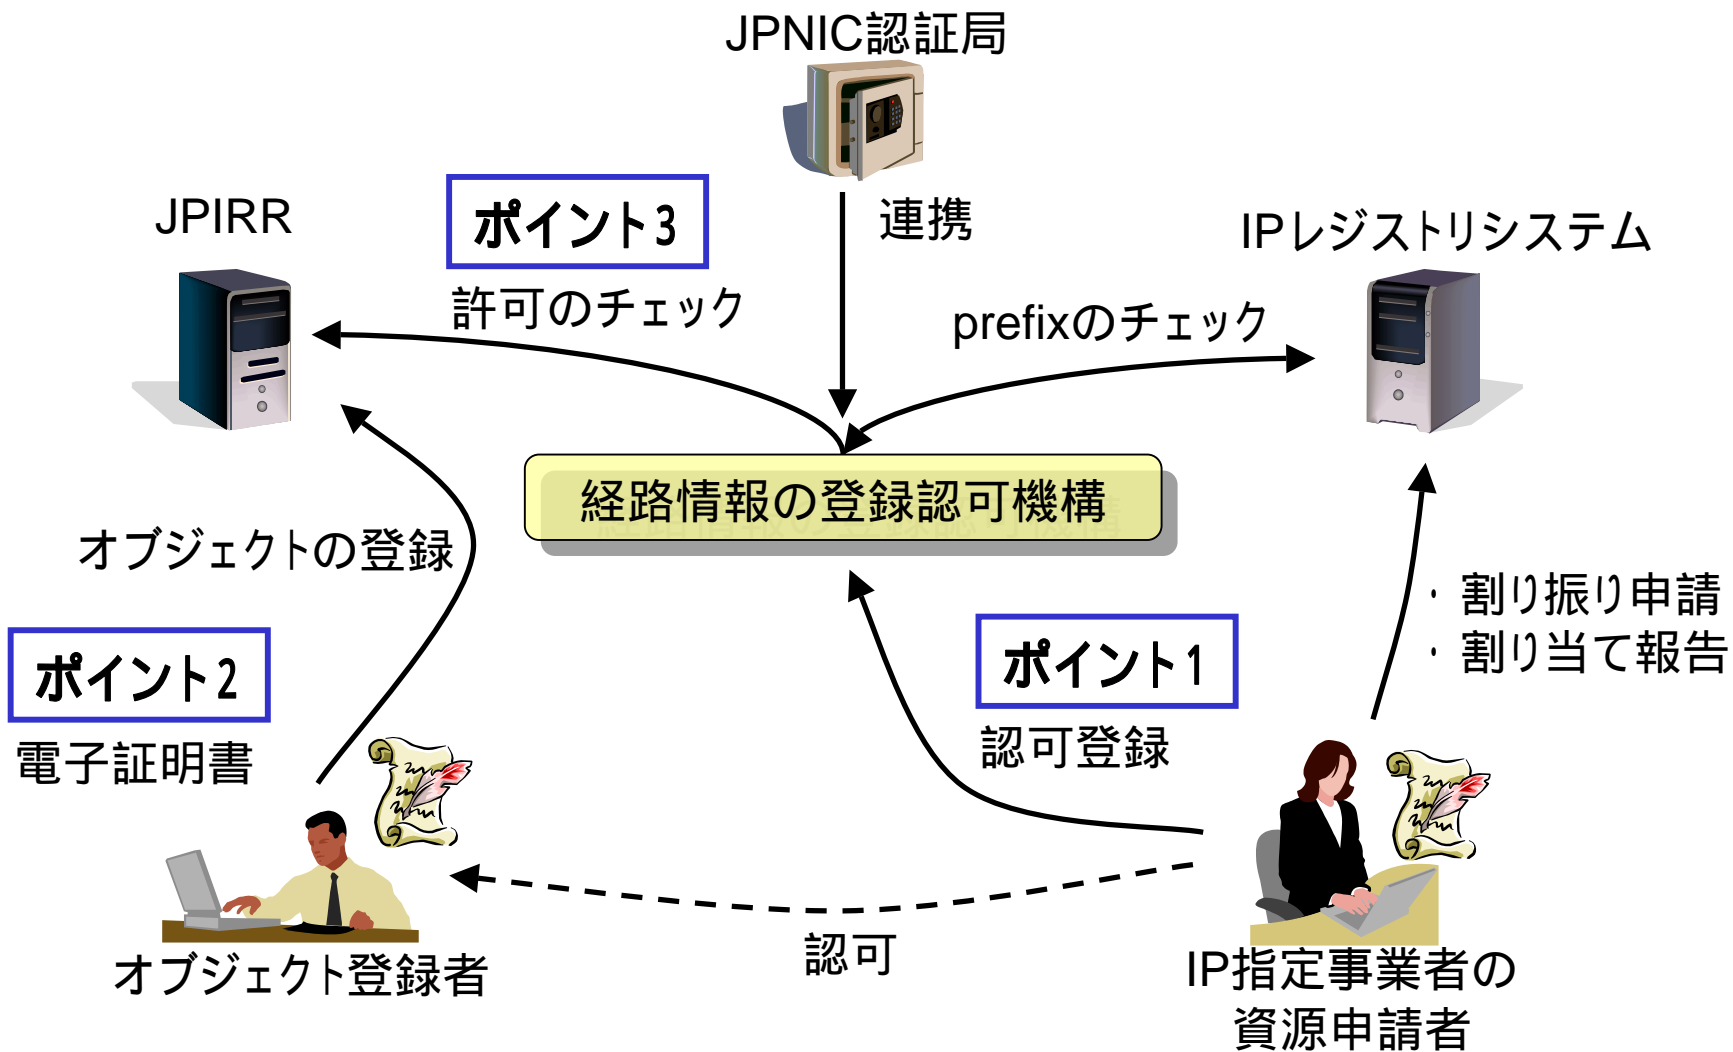 JPNIC認証局
連携
JPIRR
ポイント3
許可のチェック
IPレジストリシステム
prefixのチェック
経路情報の登録認可機構
オブジェクトの登録
・割り振り申請
・割り当て報告
ポイント2
電子証明書
ポイント1
認可登録
認可
オブジェクト登録者
IP指定事業者の
資源申請者